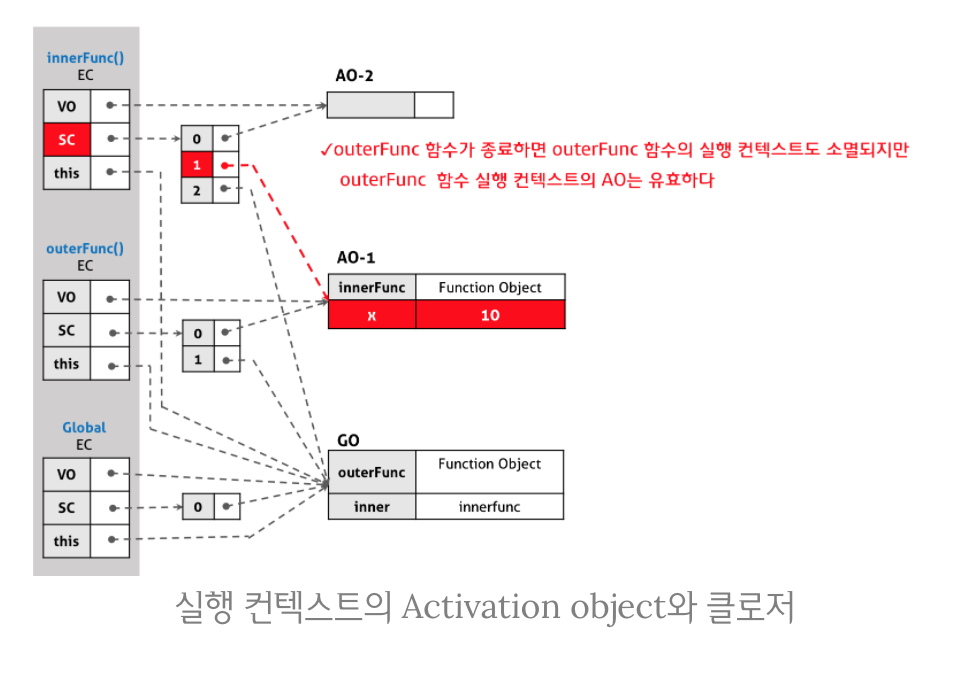 innerFunc()
EC
VO
SC
this
0
1
2
AO-2
✓outerFunc 함수가 종료하면 outerFunc 함수의 실행 컨텍스트도 소멸되지만
outerFunc 함수 실행 컨텍스트의 AO는 유효하다
outerFunc()
EC
VO
SC
this
0
1
AO-1
innerFunc Function Object
x 10
Global
EC
VO
SC
this
0
GO
outerFunc Function Object
inner innerfunc
실행 컨텍스트의 Activation object와 클로저